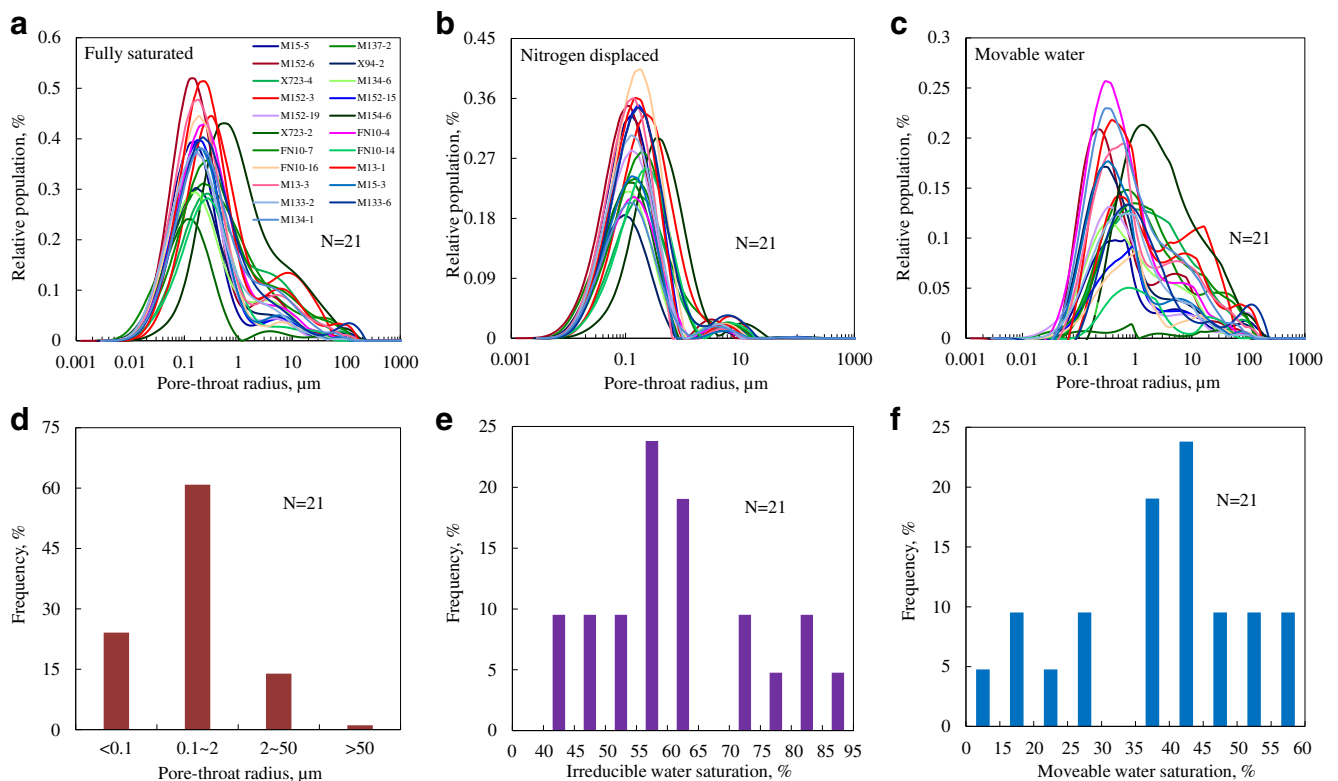 a
Fully saturated
Relative population, %
0.6
0.5
0.4
0.3
0.2
0.1
0
M15-5 M137-2
M152-6 X94-2
X723-4 M134-6
M152-3 M152-15
M152-19 M154-6
X723-2 FN10-4
FN10-7 FN10-14
FN10-16 M13-1
M13-3 M15-3
M133-2 M133-6
M134-1
N=21
0.001 0.01 0.1 1 10 100 1000
Pore-throat radius, µm
b
Nitrogen displaced
Relative population, %
0.45
0.36
0.27
0.18
0.09
0
N=21
0.001 0.1 10 1000
Pore-throat radius, µm
c
Movable water
Relative population, %
0.3
0.25
0.2
0.15
0.1
0.05
0
N=21
0.001 0.01 0.1 1 10 100 1000
Pore-throat radius, µm
d
Frequency, %
75
60
45
30
15
0
N=21
<0.1 0.1~2 2~50 >50
Pore-throat radius, µm
e
Frequency, %
25
20
15
10
5
0
N=21
0 40 45 50 55 60 65 70 75 80 85 95
Irreducible water saturation, %
f
Frequency, %
25
20
15
10
5
0
N=21
0 15 20 25 30 35 40 45 50 55 58 60
Moveable water saturation, %